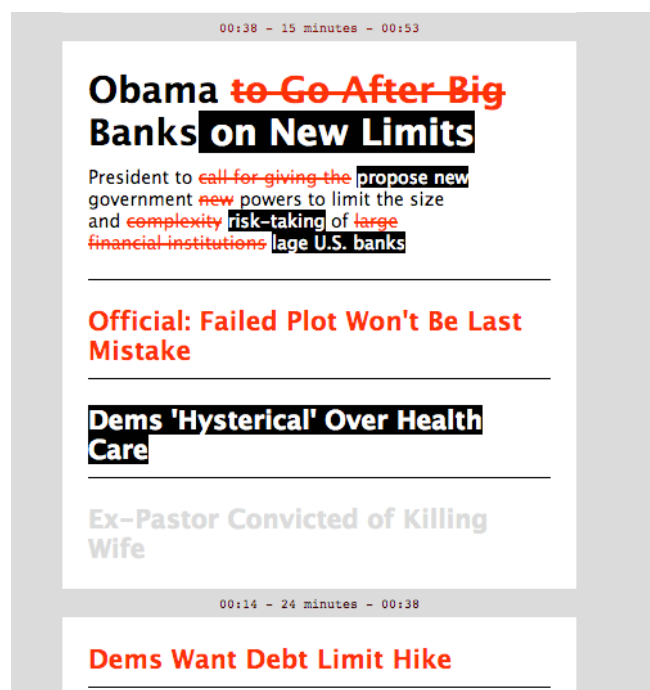 00:38 - 15 minutes - 00:53
Obama to Go After Big
Banks on New Limits
President to call for giving the propose new
government new powers to limit the size
and complexity risk-taking of large
financial institutions lage U.S. banks
Official: Failed Plot Won't Be Last
Mistake
Dems 'Hysterical' Over Health
Care
Ex-Pastor Convicted of Killing
Wife
00:14 - 24 minutes - 00:38
Dems Want Debt Limit Hike